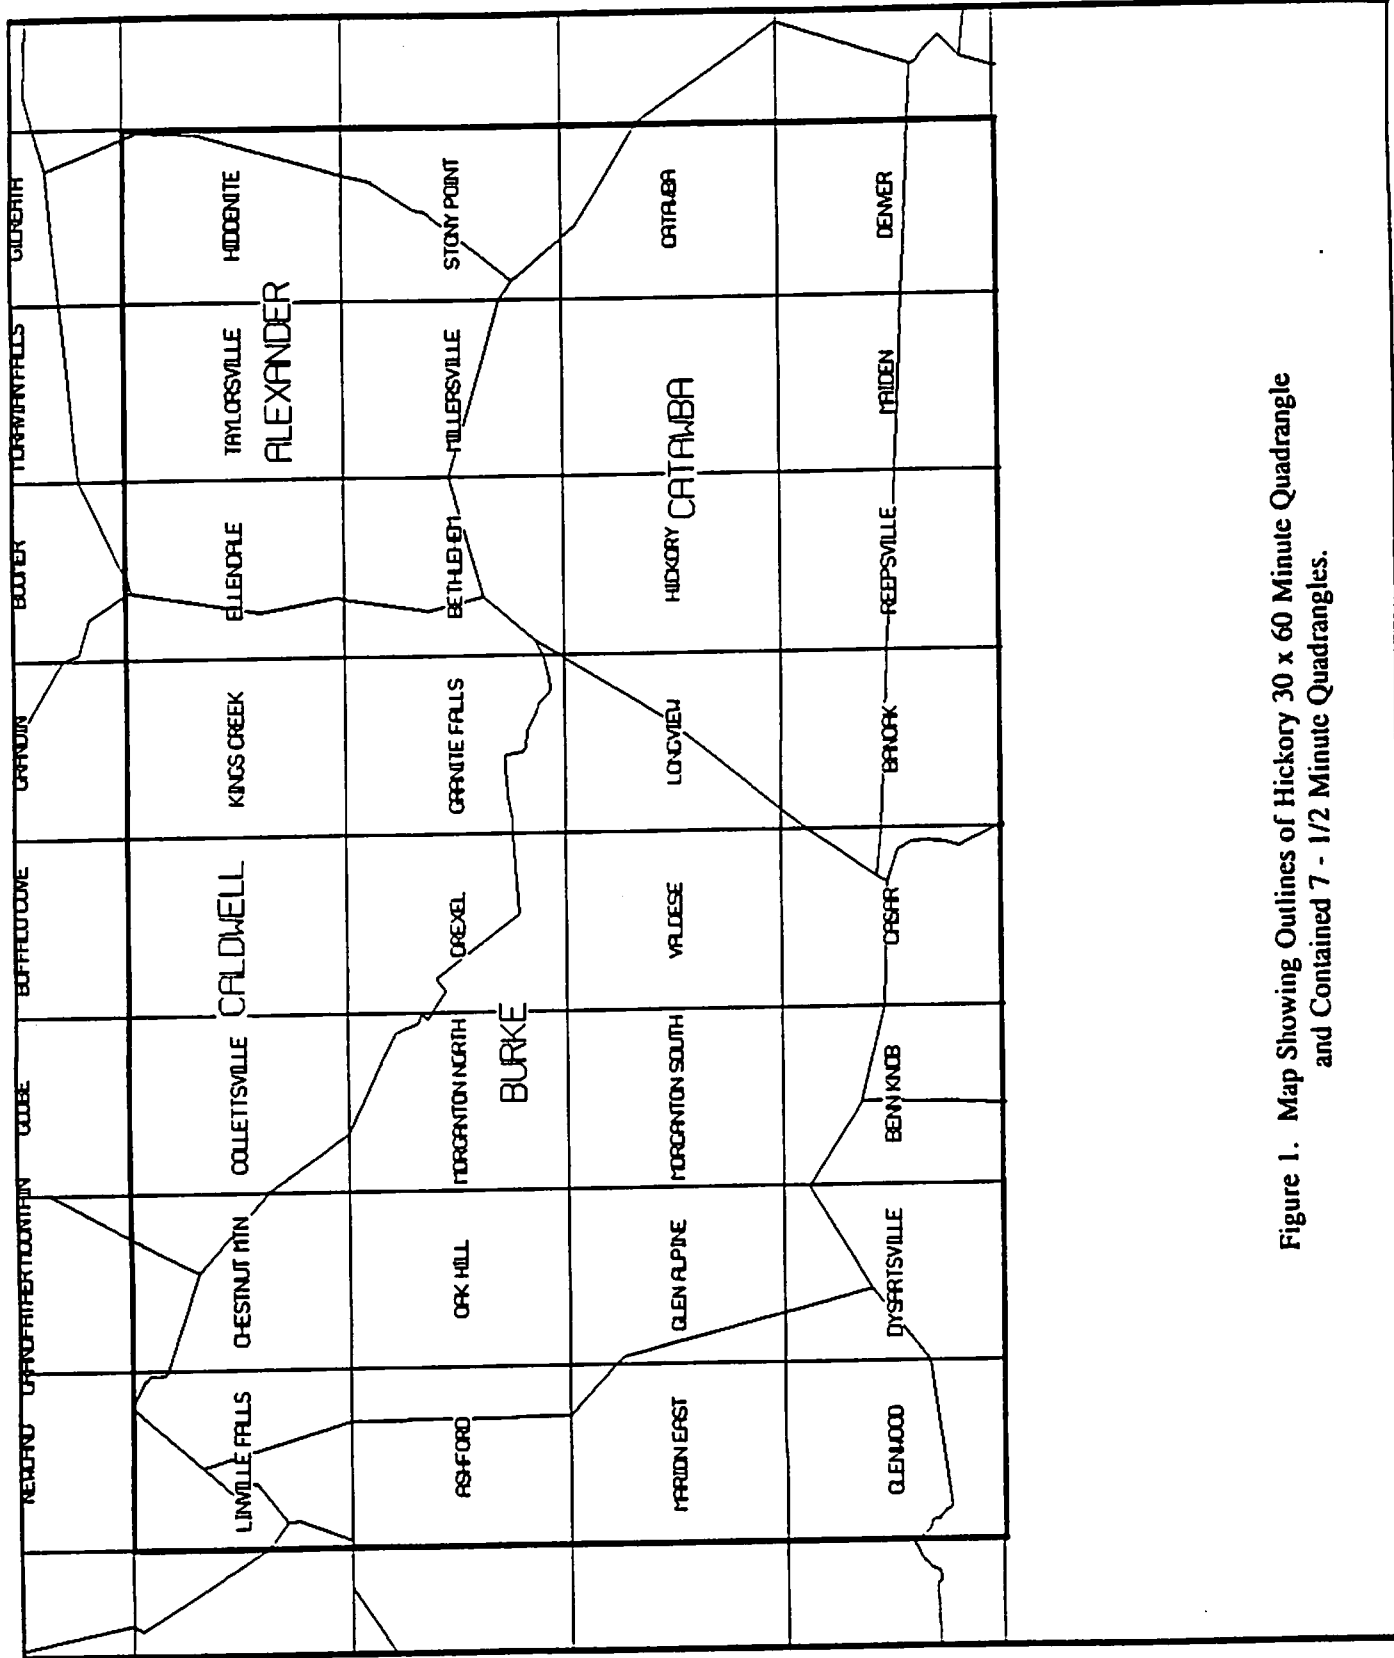 NEWLAND
GRANDFATHER MOUNTAIN
GLOBE
BUFFALO COVE
GRANDIN
BOOMER
MORAVIAN FALLS
GILREATH
LINVILLE FALLS
CHESTNUT MTN
COLLETTSVILLE
CALDWELL
KINGS CREEK
ELLENDALE
TAYLORSVILLE
ALEXANDER
HIDDENITE
ASHFORD
OAK HILL
MORGANTON NORTH
BURKE
DREXEL
GRANITE FALLS
BETHLEHEM
MILLERSVILLE
STONY POINT
MARION EAST
GLEN ALPINE
MORGANTON SOUTH
VALDESE
LONGVIEW
HICKORY
CATAWBA
CATAWBA
GLENWOOD
DYSARTSVILLE
BENN KNOB
CASAR
BANOAK
REEPSVILLE
MAIDEN
DENVER
Figure 1. Map Showing Outlines of Hickory 30 x 60 Minute Quadrangle
and Contained 7 - 1/2 Minute Quadrangles.